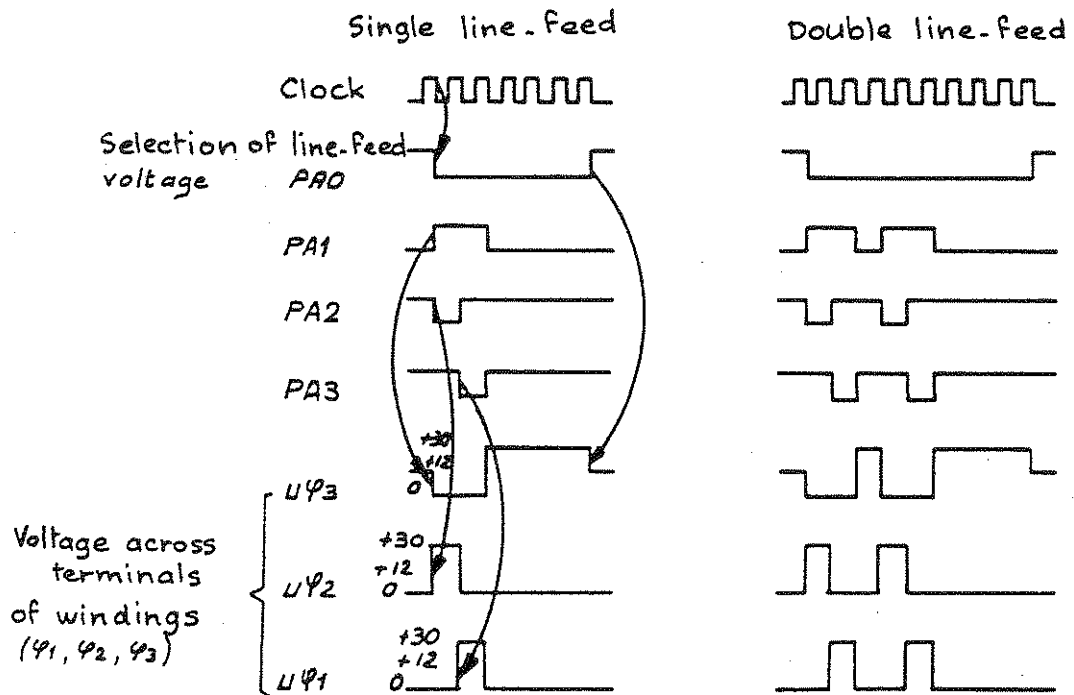 Single line-feed
Double line-feed
Clock
Selection of line-feed
voltage PA0
PA1
PA2
PA3
+30
+12
0
Uφ3
Voltage across
terminals
of windings
(φ1, φ2, φ3)
+30
+12
0
Uφ2
+30
+12
0
Uφ1